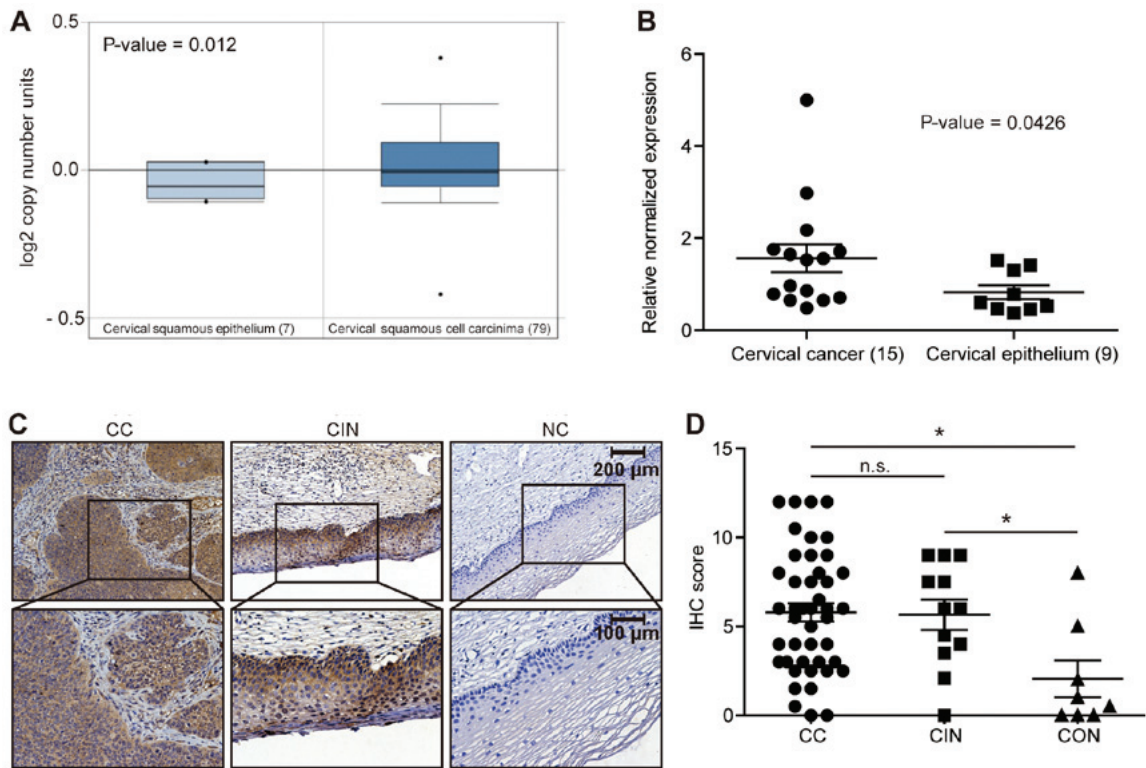 A
P-value = 0.012
log2 copy number units
0.5
0.0
- 0.5
Cervical squamous epithelium (7)
Cervical squamous cell carcinima (79)
B
P-value = 0.0426
Relative normalized expression
6
4
2
0
Cervical cancer (15)
Cervical epithelium (9)
C
CC
CIN
NC
200 µm
100 µm
D
*
n.s.
*
IHC score
15
10
5
0
CC
CIN
CON